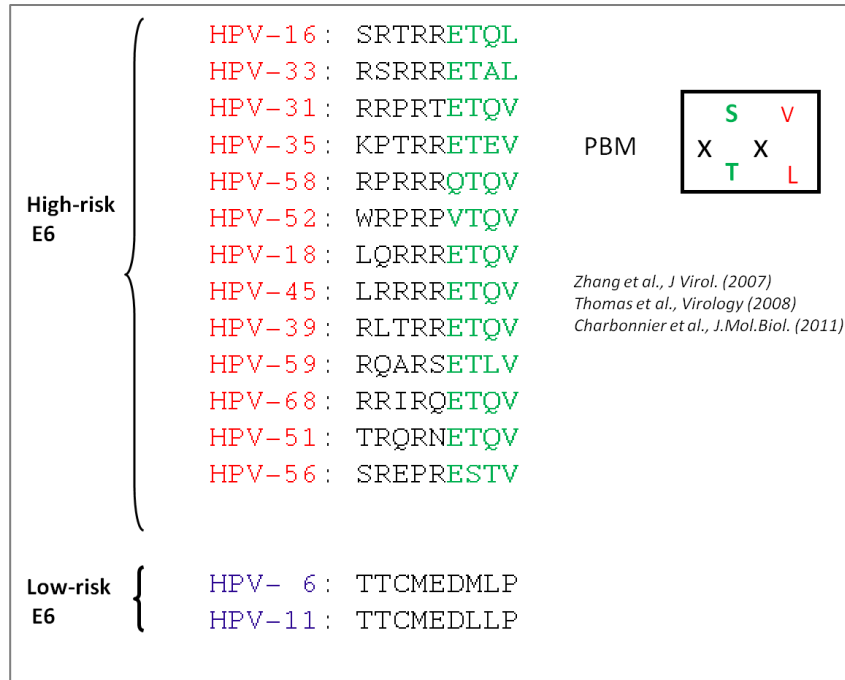 HPV-16: SRTRRETQL
HPV-33: RSRRRETAL
HPV-31: RRPRTETQV
HPV-35: KPTRRETEV
HPV-58: RPRRRQTQV
HPV-52: WRPRPVTQV
HPV-18: LQRRRETQV
HPV-45: LRRRRETQV
HPV-39: RLTRRETQV
HPV-59: RQARSETLV
HPV-68: RRIRQETQV
HPV-51: TRQRNETQV
HPV-56: SREPRESTV
High-risk
E6
PBM
S V
X X
T L
Zhang et al., J Virol. (2007)
Thomas et al., Virology (2008)
Charbonnier et al., J.Mol.Biol. (2011)
Low-risk
E6
HPV- 6: TTCMEDMLP
HPV-11: TTCMEDLLP